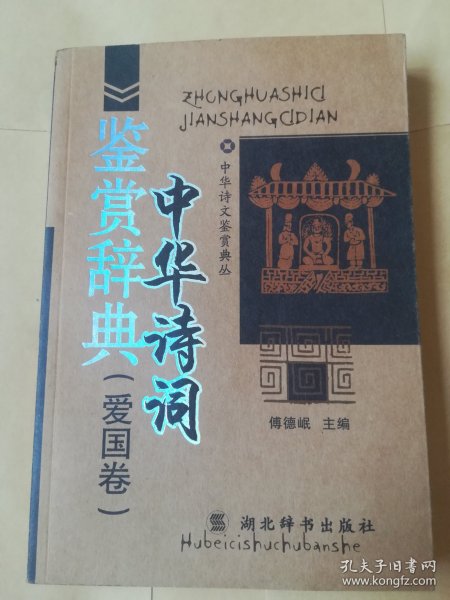 ZHONGHUASHICI
JIANSHANGCIDIAN
中华诗文鉴赏典丛
中华诗词
鉴赏辞典
（爱国卷）
傅德岷 主编
湖北辞书出版社
Hubeicishuchubanshe
孔夫子旧书网
www.kongfz.com